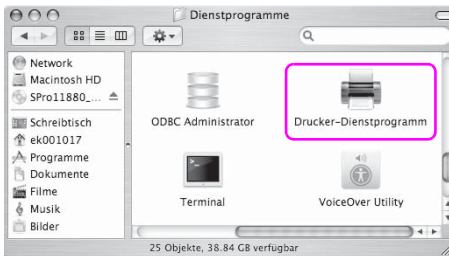 Dienstprogramme
Network
Macintosh HD
SPro11880_...
Schreibtisch
ek001017
Programme
Dokumente
Filme
Musik
Bilder
ODBC Administrator
Drucker-Dienstprogramm
Terminal
VoiceOver Utility
25 Objekte, 38.84 GB verfügbar